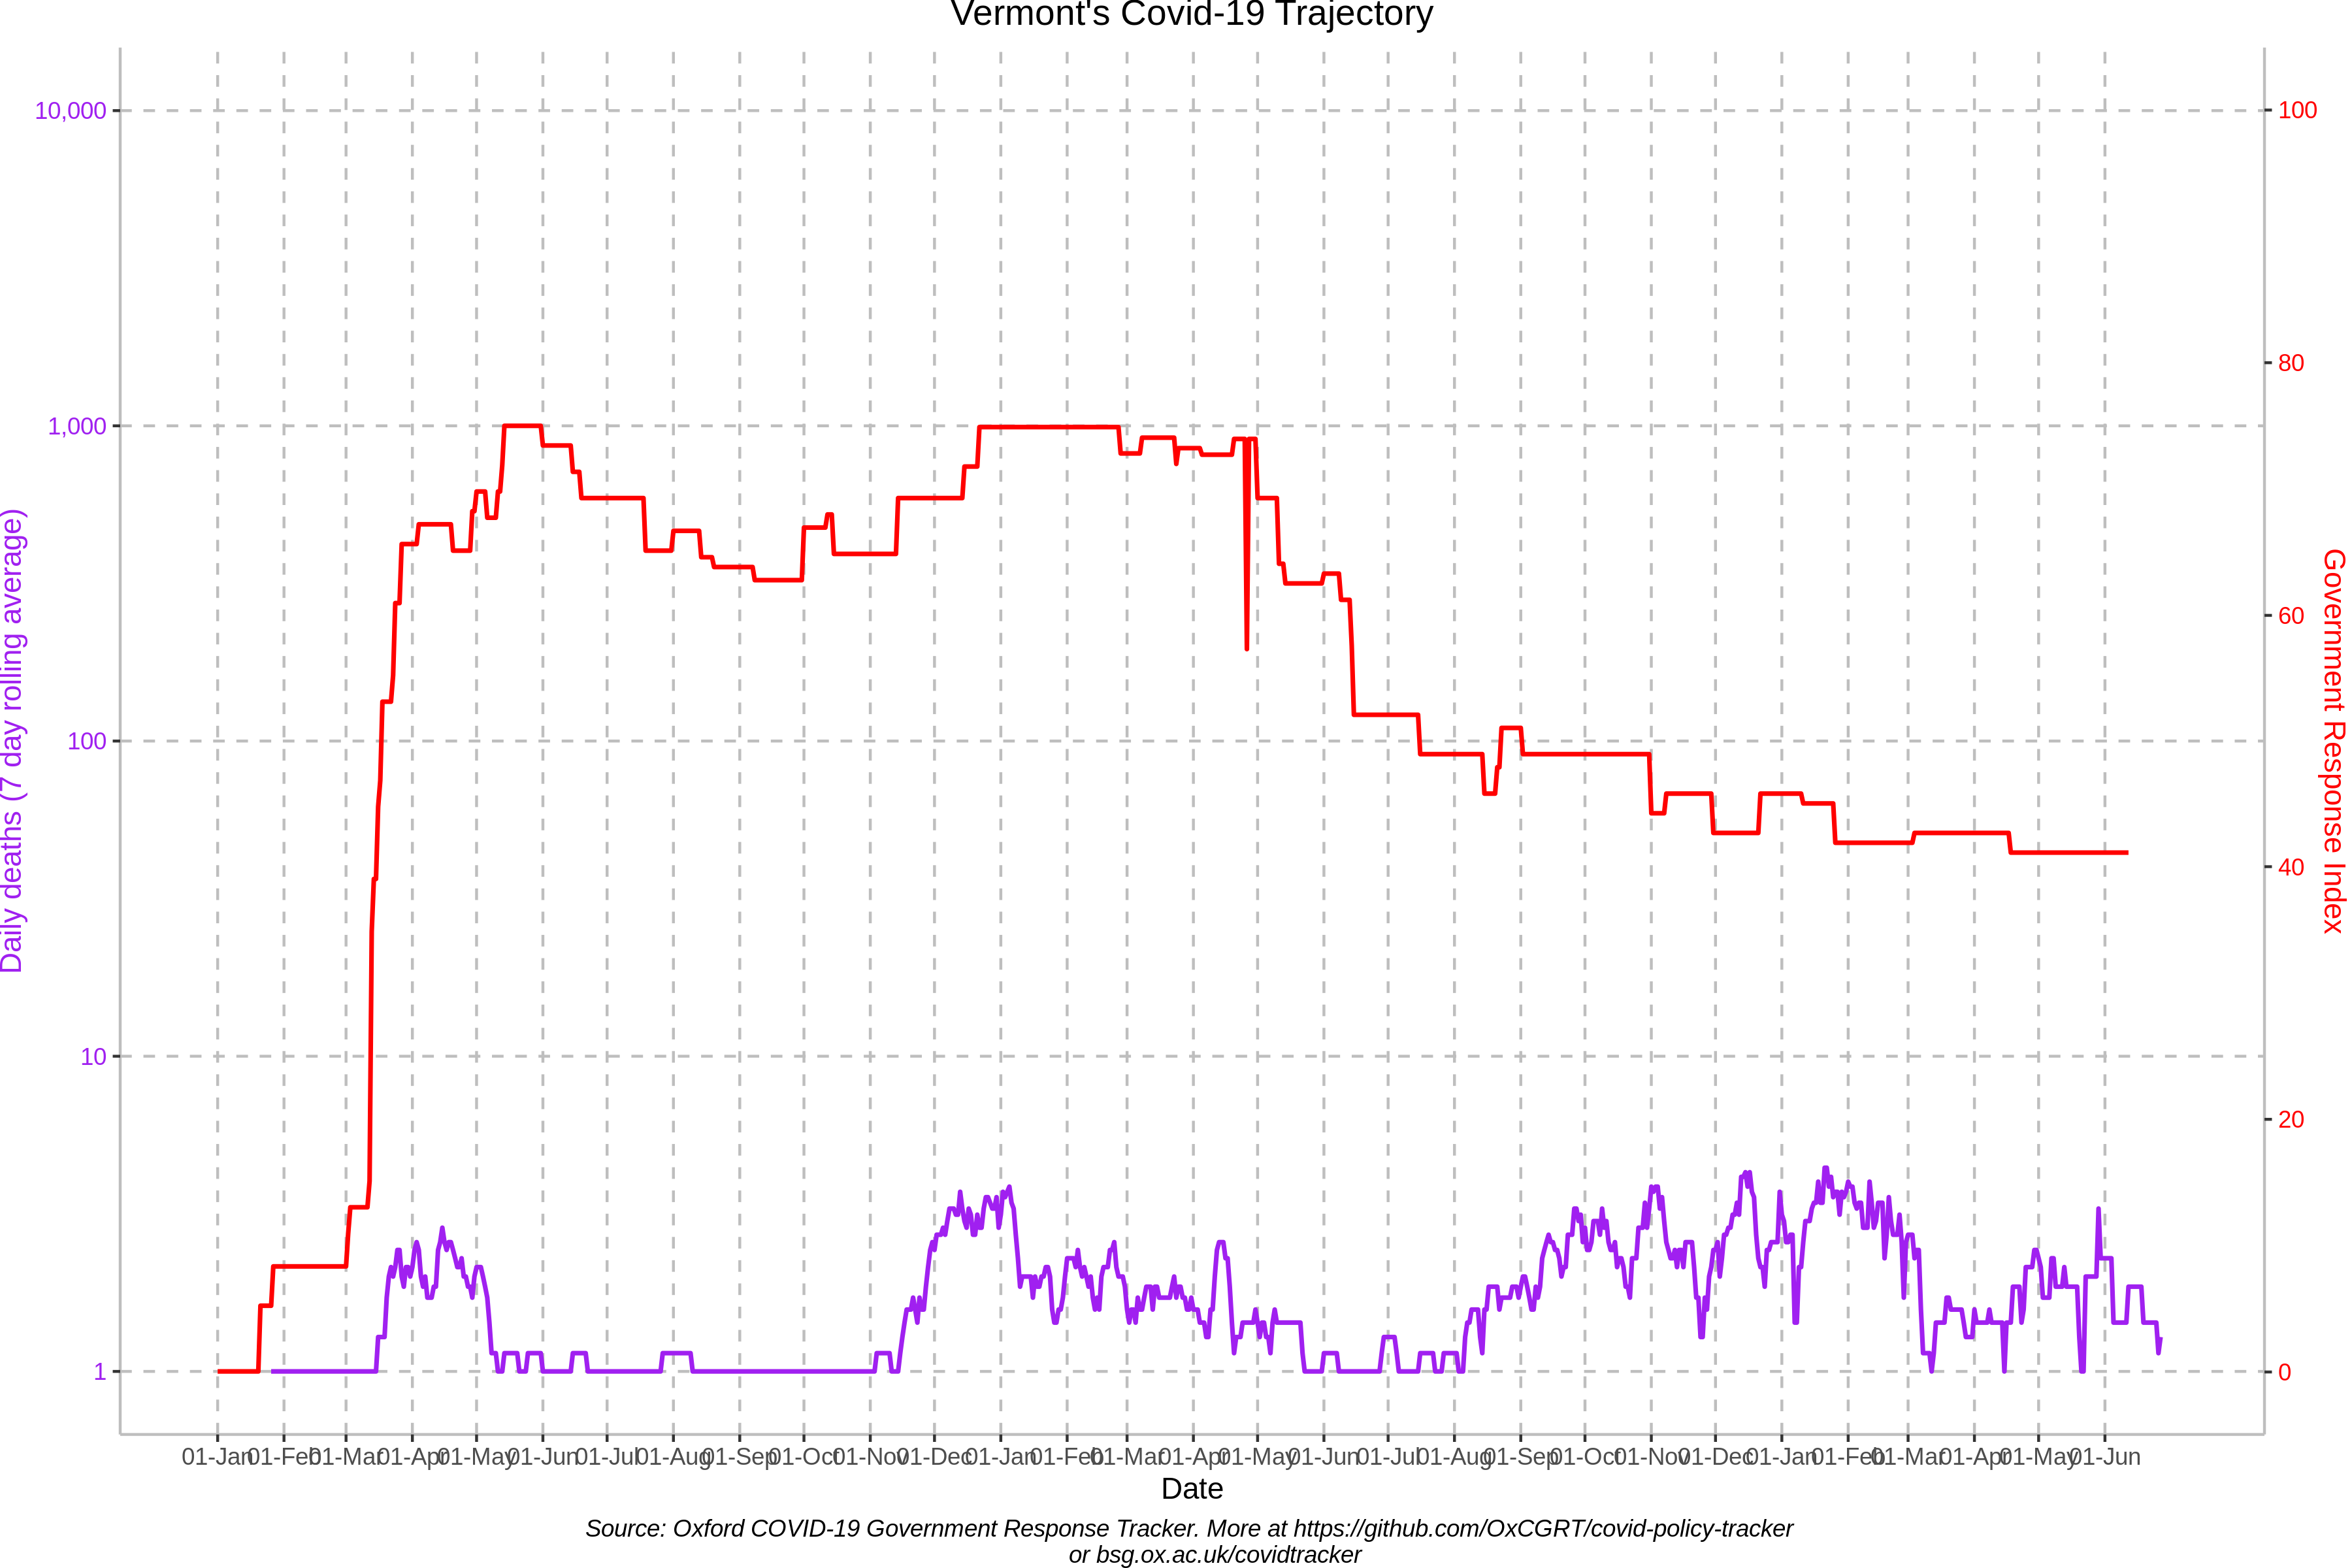 Vermont's Covid-19 Trajectory
10,000
1,000
100
10
1
Daily deaths (7 day rolling average)
100
80
60
40
20
0
Government Response Index
01-Jan 01-Feb 01-Mar 01-Apr 01-May 01-Jun 01-Jul 01-Aug 01-Sep 01-Oct 01-Nov 01-Dec 01-Jan 01-Feb 01-Mar 01-Apr 01-May 01-Jun 01-Jul 01-Aug 01-Sep 01-Oct 01-Nov 01-Dec 01-Jan 01-Feb 01-Mar 01-Apr 01-May 01-Jun
Date
Source: Oxford COVID-19 Government Response Tracker. More at https://github.com/OxCGRT/covid-policy-tracker
or bsg.ox.ac.uk/covidtracker